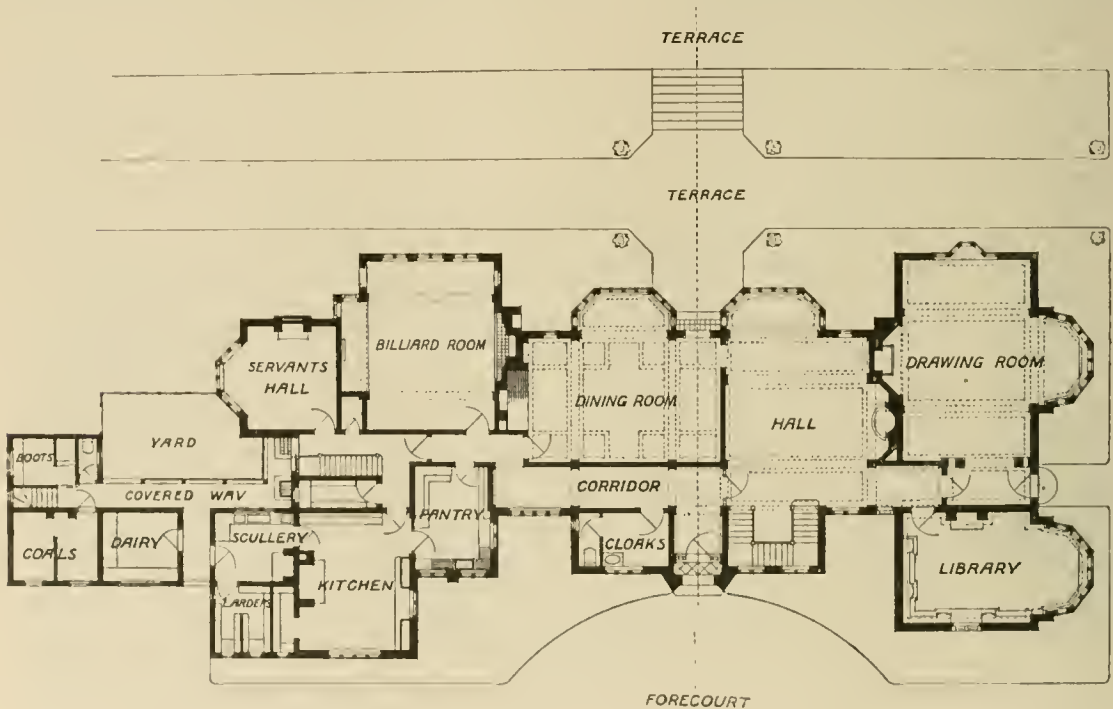 TERRACE
TERRACE
SERVANTS
HALL
BILLIARD ROOM
DINING ROOM
HALL
DRAWING ROOM
YARD
BOOTS
COVERED WAY
CORRIDOR
COALS
DAIRY
SCULLERY
PANTRY
CLOAKS
LARDERS
KITCHEN
LIBRARY
FORECOURT